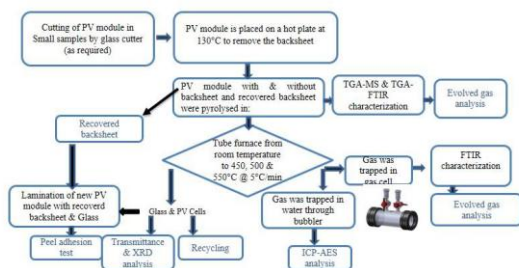 Cutting of PV module in
Small samples by glass cutter
(as required)
PV module is placed on a hot plate at
130°C to remove the backsheet
PV module with & without
backsheet and recovered backsheet
were pyrolysed in:
TGA-MS & TGA-
FTIR
characterization
Evolved gas
analysis
Recovered
backsheet
Tube furnace from
room temperature
to 450, 500 &
550°C @ 5°C/min
Gas was
trapped in
gas cell
FTIR
characterization
Lamination of new PV
module with recoverd
backsheet & Glass
Glass & PV Cells
Gas was trapped in
water through
bubbler
Evolved gas
analysis
Peel adhesion
test
Transmittance
& XRD
analysis
Recycling
ICP-AES
analysis